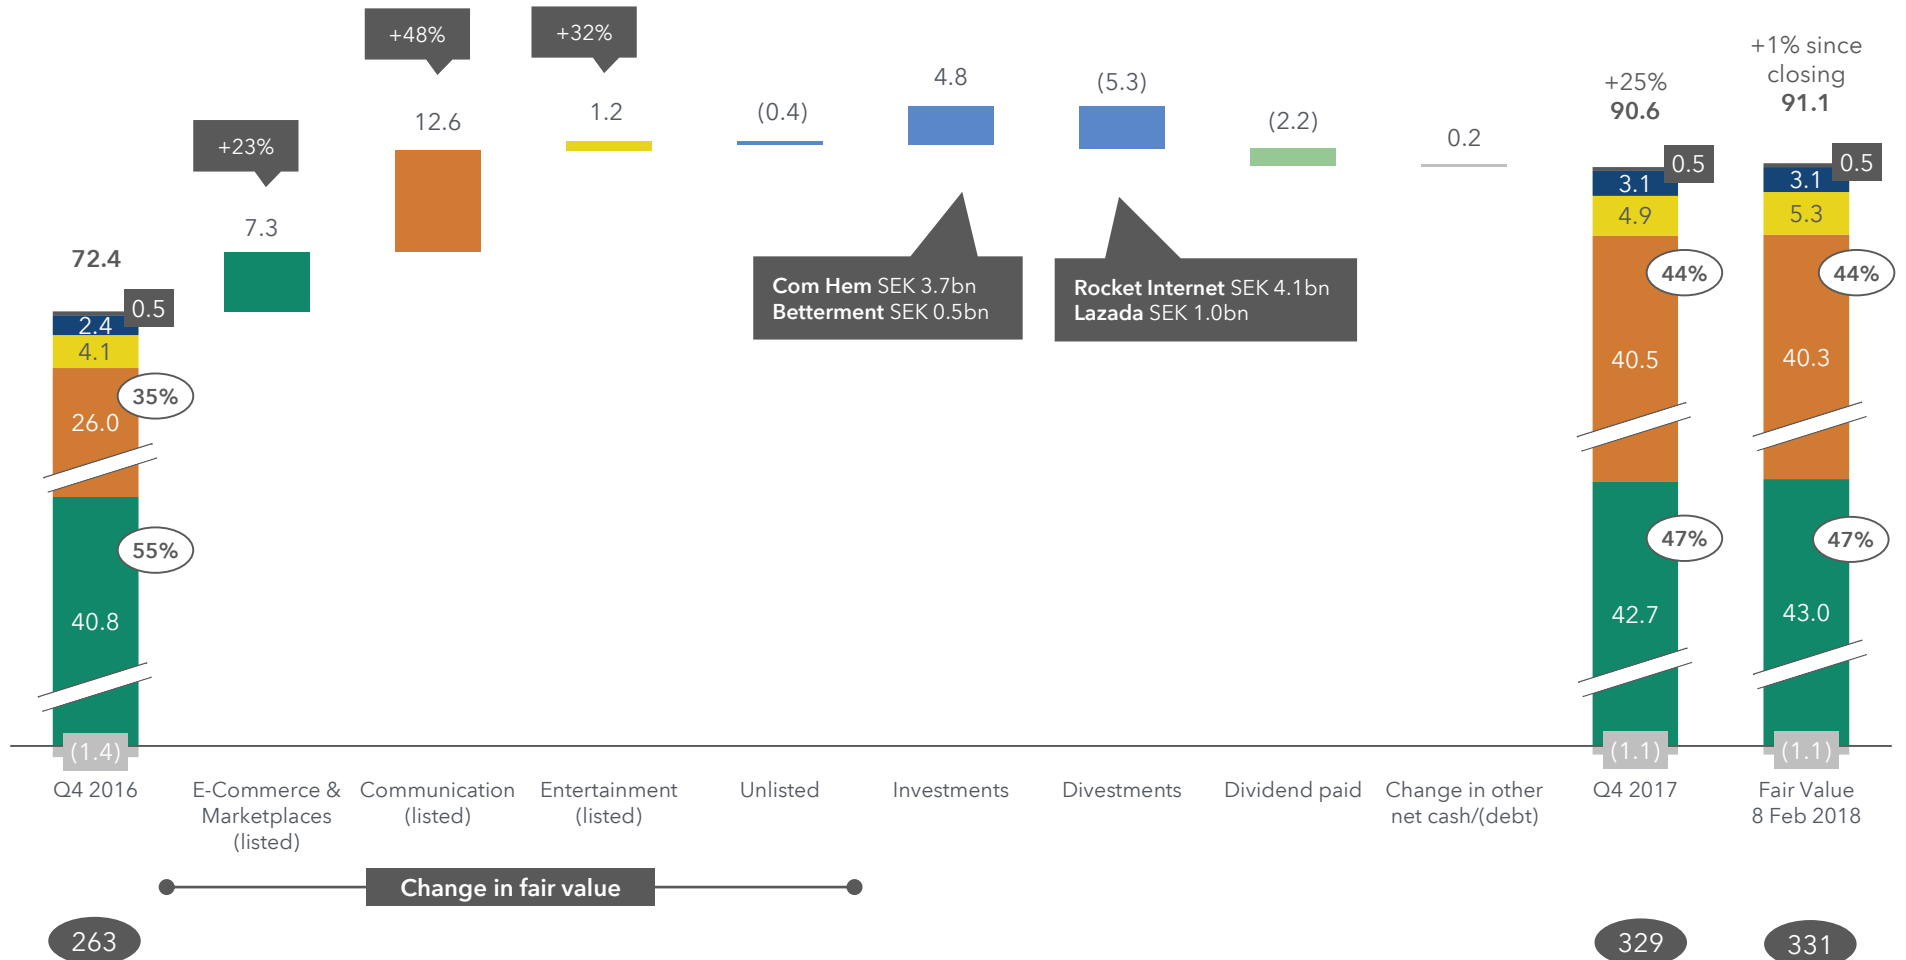 +48%
+32%
+23%
72.4
0.5
2.4
4.1
35%
26.0
55%
40.8
(1.4)
7.3
12.6
1.2
(0.4)
4.8
(5.3)
(2.2)
0.2
Com Hem SEK 3.7bn
Betterment SEK 0.5bn
Rocket Internet SEK 4.1bn
Lazada SEK 1.0bn
+25%
90.6
0.5
3.1
4.9
44%
40.5
47%
42.7
(1.1)
+1% since
closing
91.1
0.5
3.1
5.3
44%
40.3
47%
43.0
(1.1)
Q4 2016
E-Commerce &
Marketplaces
(listed)
Communication
(listed)
Entertainment
(listed)
Unlisted
Investments
Divestments
Dividend paid
Change in other
net cash/(debt)
Q4 2017
Fair Value
8 Feb 2018
Change in fair value
263
329
331